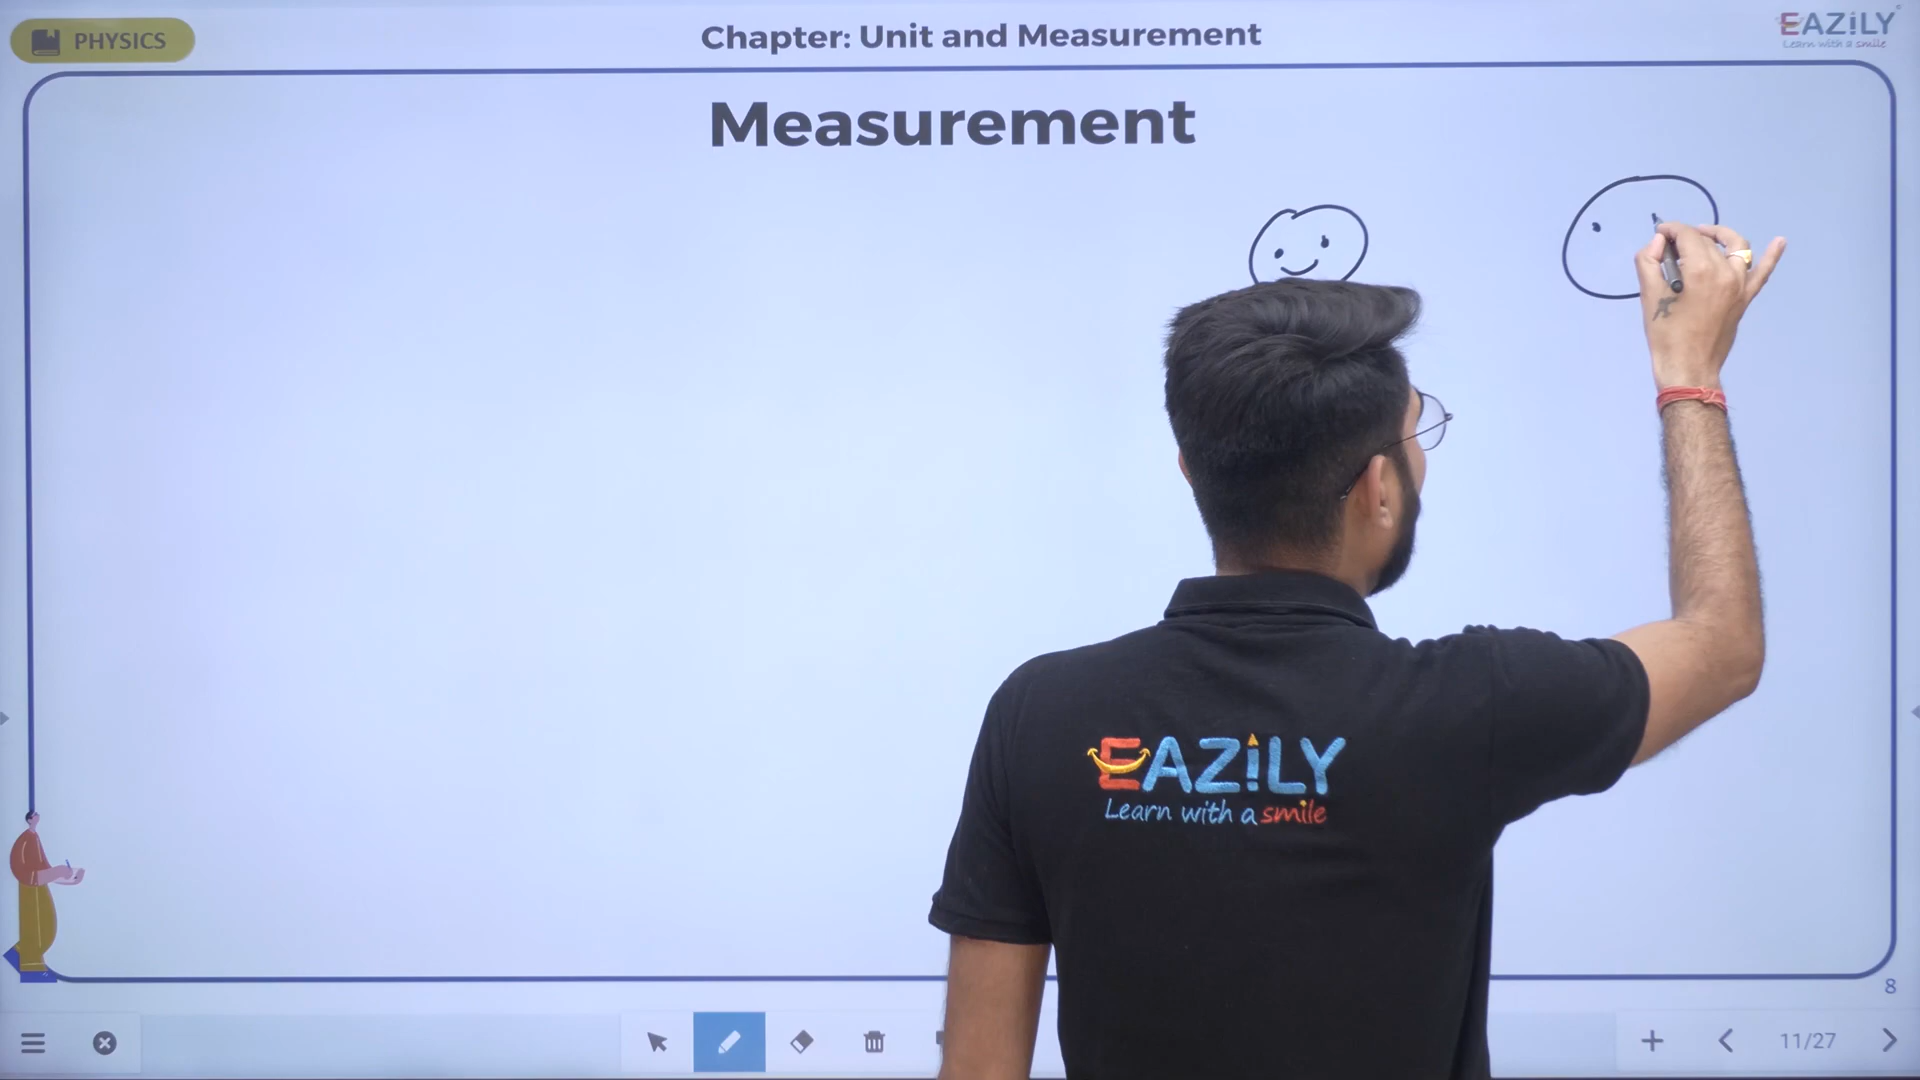 PHYSICS
Chapter: Unit and Measurement
EAZiLY
Learn with a smile
Measurement
EAZiLY
Learn with a smile
8
11/27